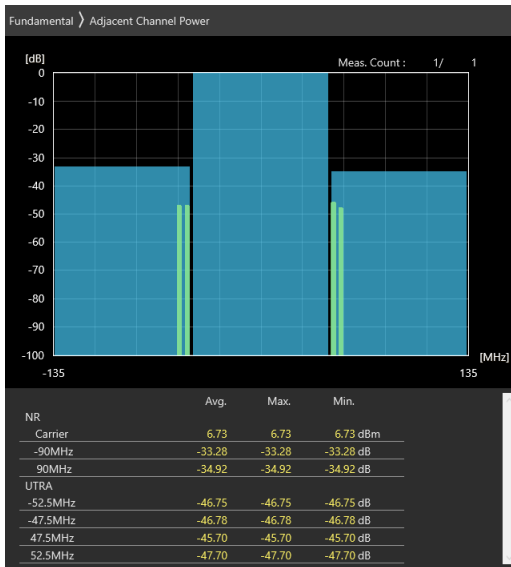 Fundamental 〉 Adjacent Channel Power
[dB]
Meas. Count : 1/ 1
0
-10
-20
-30
-40
-50
-60
-70
-80
-90
-100
[MHz]
-135 135
Avg. Max. Min.
NR
Carrier 6.73 6.73 6.73 dBm
-90MHz -33.28 -33.28 -33.28 dB
90MHz -34.92 -34.92 -34.92 dB
UTRA
-52.5MHz -46.75 -46.75 -46.75 dB
-47.5MHz -46.78 -46.78 -46.78 dB
47.5MHz -45.70 -45.70 -45.70 dB
52.5MHz -47.70 -47.70 -47.70 dB